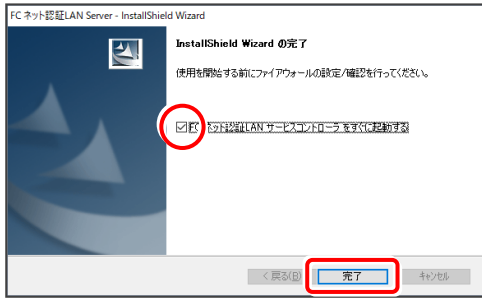 FC ネット認証LAN Server - InstallShield Wizard
InstallShield Wizard の完了
使用を開始する前にファイアウォールの設定/確認を行ってください。
FC ネット認証LAN サービスコントローラ をすぐに起動する
< 戻る(B)
完了
キャンセル